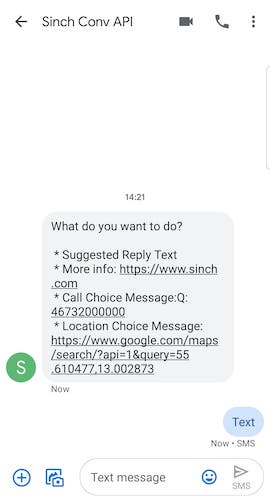 Sinch Conv API
14:21
What do you want to do?
* Suggested Reply Text
* More info: https://www.sinch
.com
* Call Choice Message:Q:
46732000000
* Location Choice Message:
https://www.google.com/maps
/search/?api=1&query=55
.610477,13.002873
S
Now
Text
Now • SMS
Text message
SMS